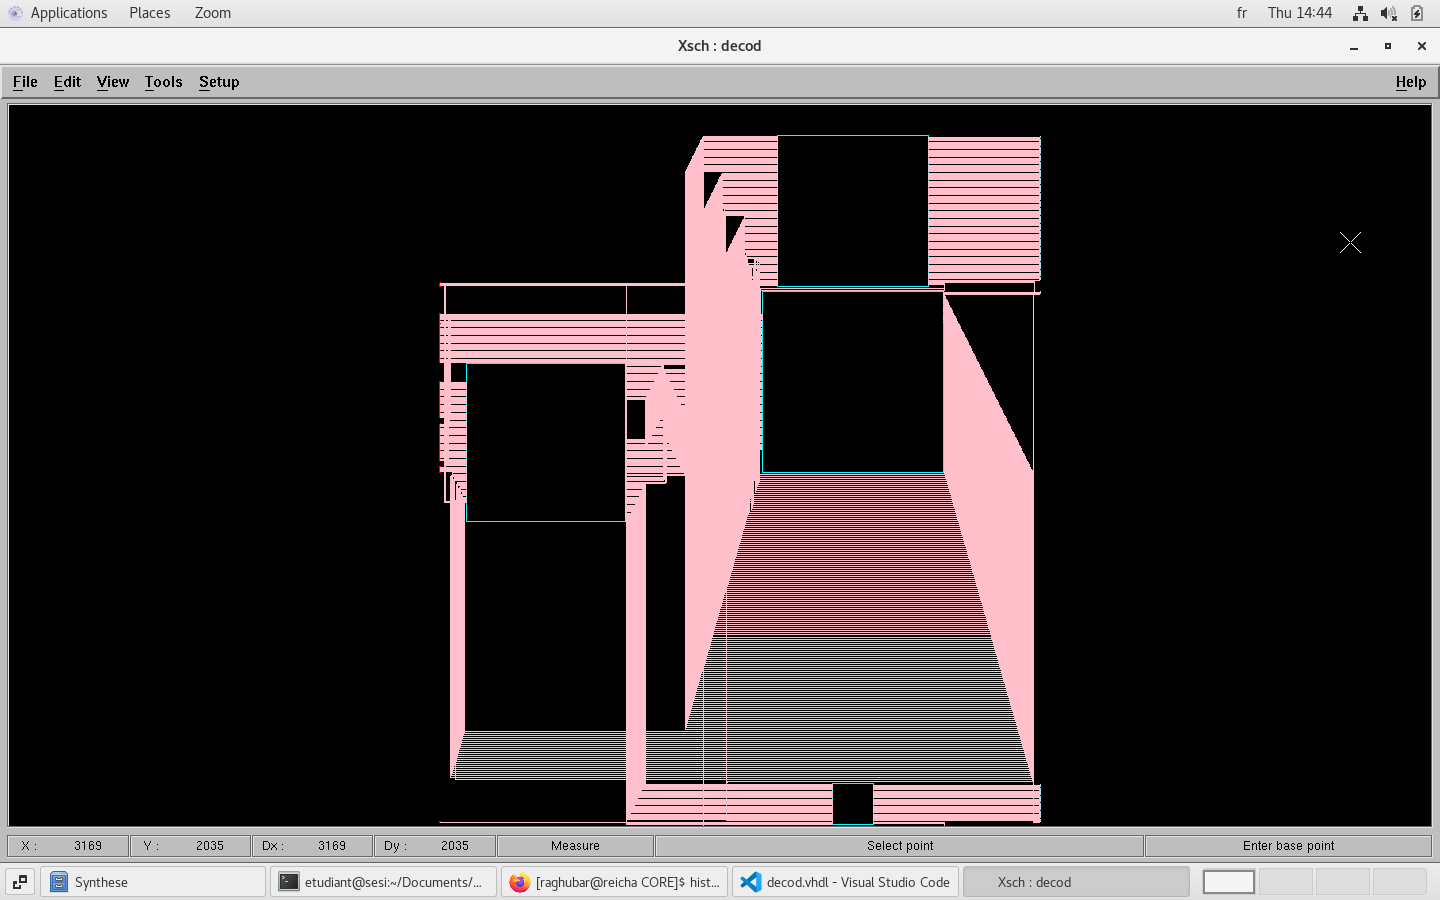 Applications Places Zoom fr Thu 14:44
Xsch : decod
File Edit View Tools Setup Help
X : 3169 Y : 2035 Dx : 3169 Dy : 2035 Measure Select point Enter base point
Synthese etudiant@sesi:~/Documents/... [raghubar@reicha CORE]$ hist... decod.vhdl - Visual Studio Code Xsch : decod